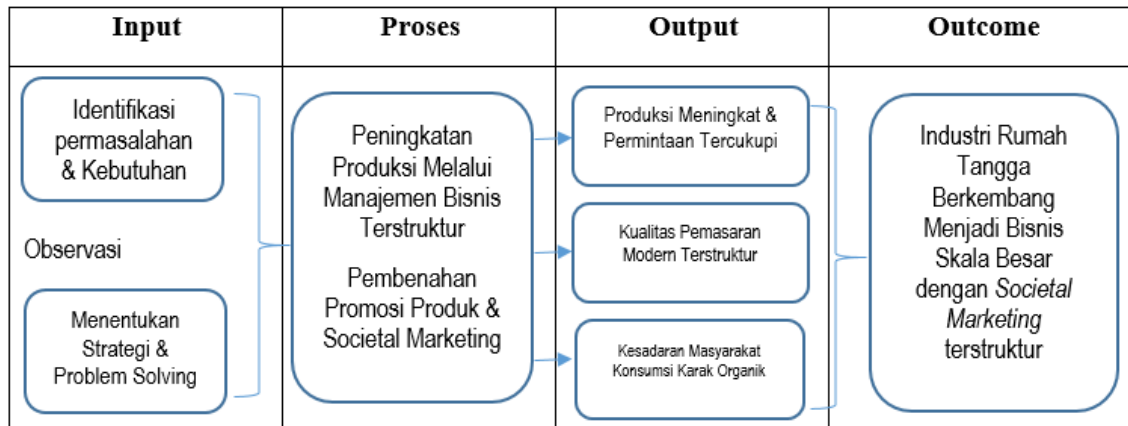 Input
Proses
Output
Outcome
Identifikasi
permasalahan
& Kebutuhan
Observasi
Menentukan
Strategi &
Problem Solving
Peningkatan
Produksi Melalui
Manajemen Bisnis
Terstruktur
Pembenahan
Promosi Produk &
Societal Marketing
Produksi Meningkat &
Permintaan Tercukupi
Kualitas Pemasaran
Modern Terstruktur
Kesadaran Masyarakat
Konsumsi Karak Organik
Industri Rumah
Tangga
Berkembang
Menjadi Bisnis
Skala Besar
dengan Societal
Marketing
terstruktur